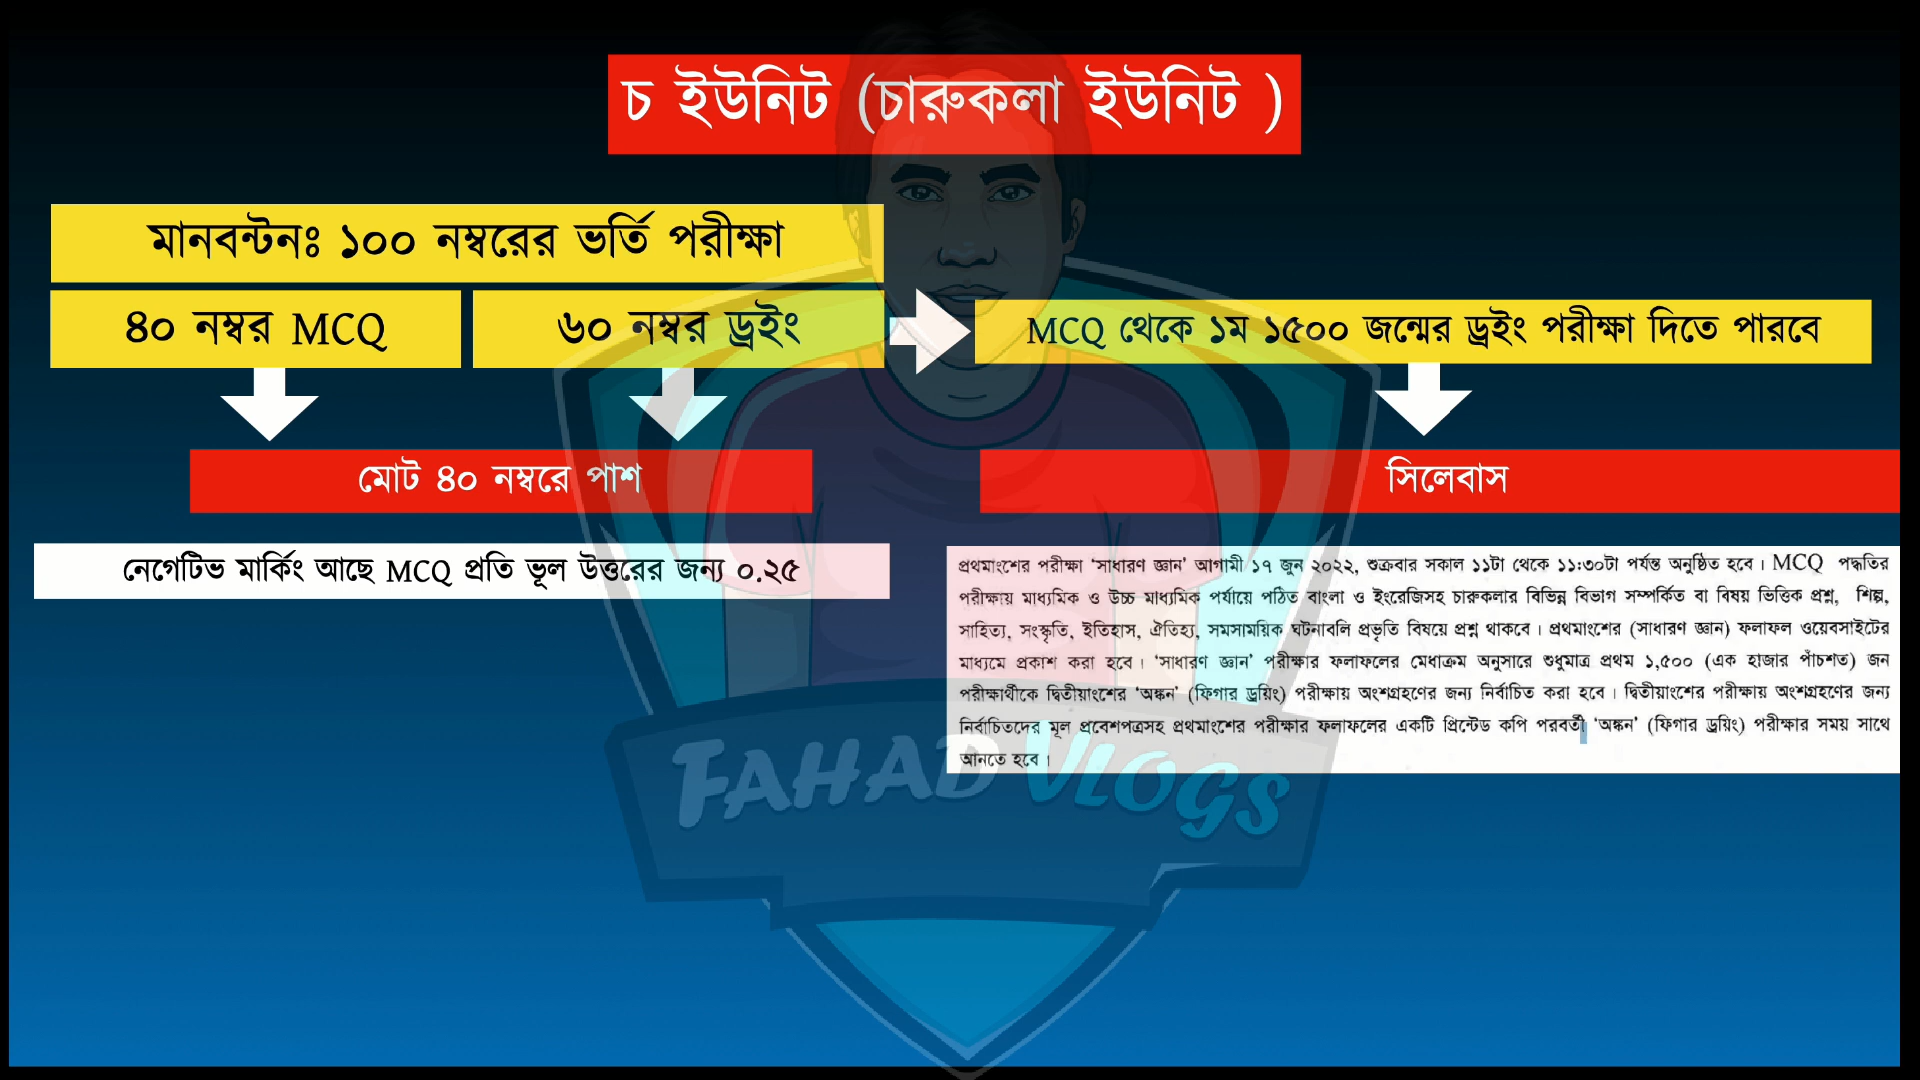 চ ইউনিট (চারুকলা ইউনিট )
মানবন্টনঃ ১০০ নম্বরের ভর্তি পরীক্ষা
৪০ নম্বর MCQ
৬০ নম্বর ড্রইং
MCQ থেকে ১ম ১৫০০ জন্মের ড্রইং পরীক্ষা দিতে পারবে
মোট ৪০ নম্বরে পাশ
সিলেবাস
নেগেটিভ মার্কিং আছে MCQ প্রতি ভূল উত্তরের জন্য ০.২৫
প্রথমাংশের পরীক্ষা ‘সাধারণ জ্ঞান’ আগামী ১৭ জুন ২০২২, শুক্রবার সকাল ১১টা থেকে ১১:৩০টা পর্যন্ত অনুষ্ঠিত হবে। MCQ পদ্ধতির
পরীক্ষায় মাধ্যমিক ও উচ্চ মাধ্যমিক পর্যায়ে পঠিত বাংলা ও ইংরেজিসহ চারুকলার বিভিন্ন বিভাগ সম্পর্কিত বা বিষয় ভিত্তিক প্রশ্ন, শিল্প,
সাহিত্য, সংস্কৃতি, ইতিহাস, ঐতিহ্য, সমসাময়িক ঘটনাবলি প্রভৃতি বিষয়ে প্রশ্ন থাকবে। প্রথমাংশের (সাধারণ জ্ঞান) ফলাফল ওয়েবসাইটের
মাধ্যমে প্রকাশ করা হবে। ‘সাধারণ জ্ঞান’ পরীক্ষার ফলাফলের মেধাক্রম অনুসারে শুধুমাত্র প্রথম ১,৫০০ (এক হাজার পাঁচশত) জন
পরীক্ষার্থীকে দ্বিতীয়াংশের ‘অঙ্কন’ (ফিগার ড্রয়িং) পরীক্ষায় অংশগ্রহণের জন্য নির্বাচিত করা হবে। দ্বিতীয়াংশের পরীক্ষায় অংশগ্রহণের জন্য
নির্বাচিতদের মূল প্রবেশপত্রসহ প্রথমাংশের পরীক্ষার ফলাফলের একটি প্রিন্টেড কপি পরবর্তী ‘অঙ্কন’ (ফিগার ড্রয়িং) পরীক্ষার সময় সাথে
আনতে হবে।
FAHAD VLOGS